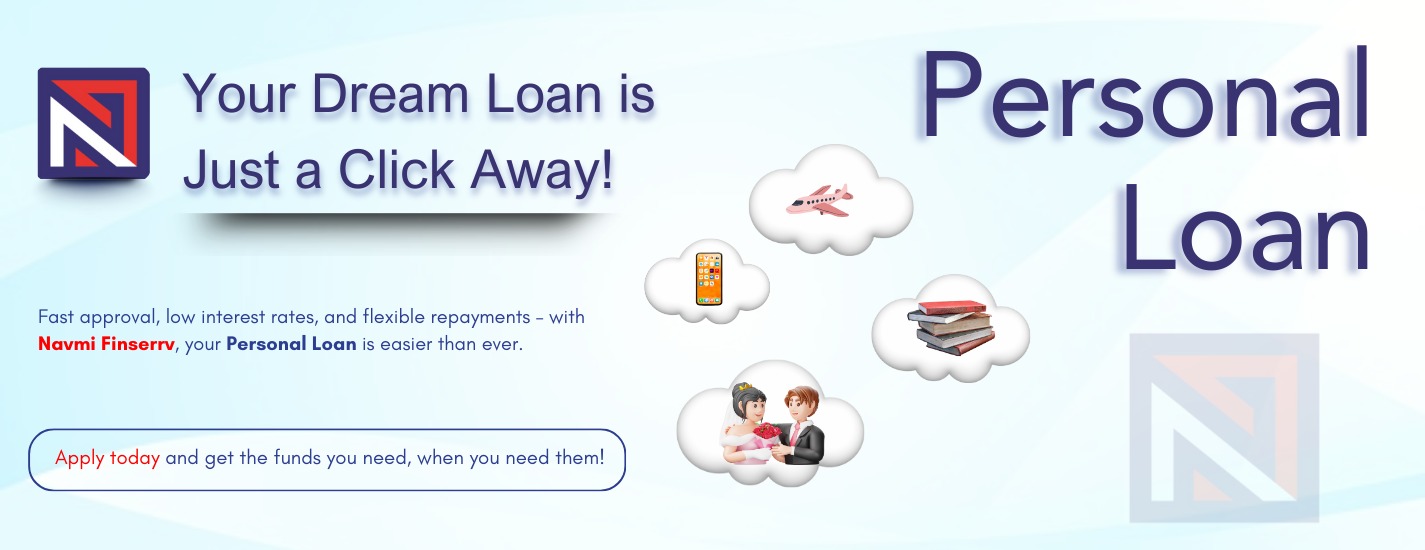 Your Dream Loan is
Just a Click Away!
Personal
Loan
Fast approval, low interest rates, and flexible repayments – with
Navmi Finserrv, your Personal Loan is easier than ever.
Apply today and get the funds you need, when you need them!